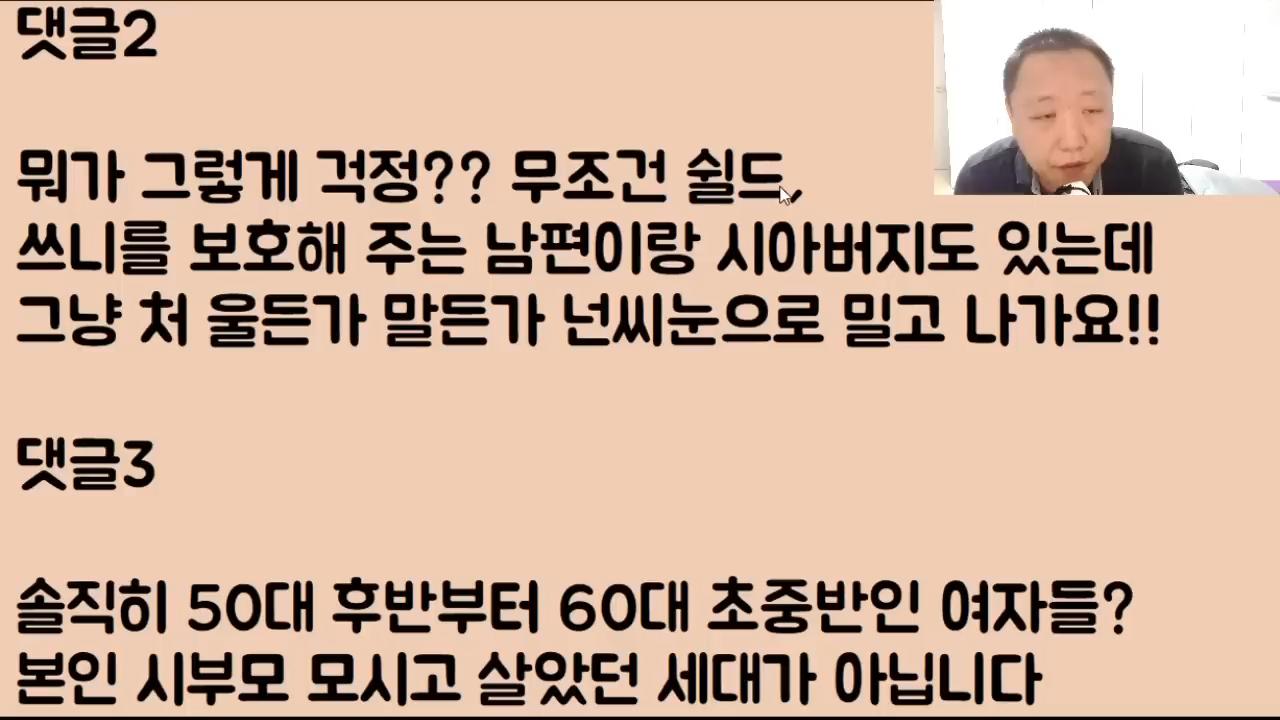 댓글2
뭐가 그렇게 걱정?? 무조건 쉴드,
쓰니를 보호해 주는 남편이랑 시아버지도 있는데
그냥 처 울든가 말든가 넌씨눈으로 밀고 나가요!!
댓글3
솔직히 50대 후반부터 60대 초중반인 여자들?
본인 시부모 모시고 살았던 세대가 아닙니다